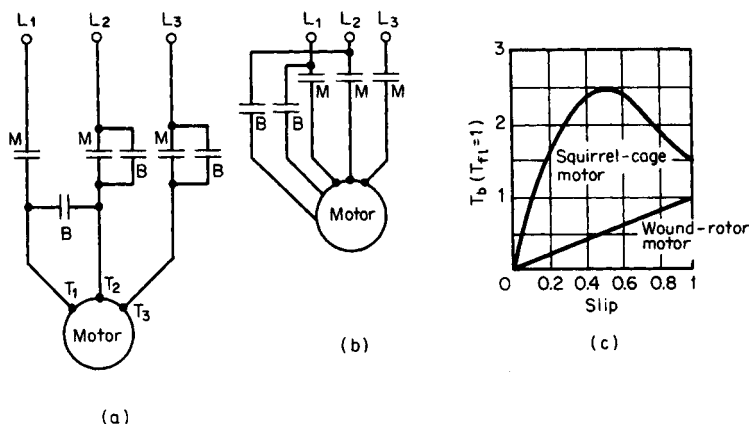 L1 L2 L3
M
M
B
M
B
B
T1
T2
T3
Motor
(a)
L1 L2 L3
B
B
M
M
M
Motor
(b)
3
2
1
0
Tb (Tfl=1)
Squirrel-cage
motor
Wound-rotor
motor
0 0.2 0.4 0.6 0.8 1
Slip
(c)